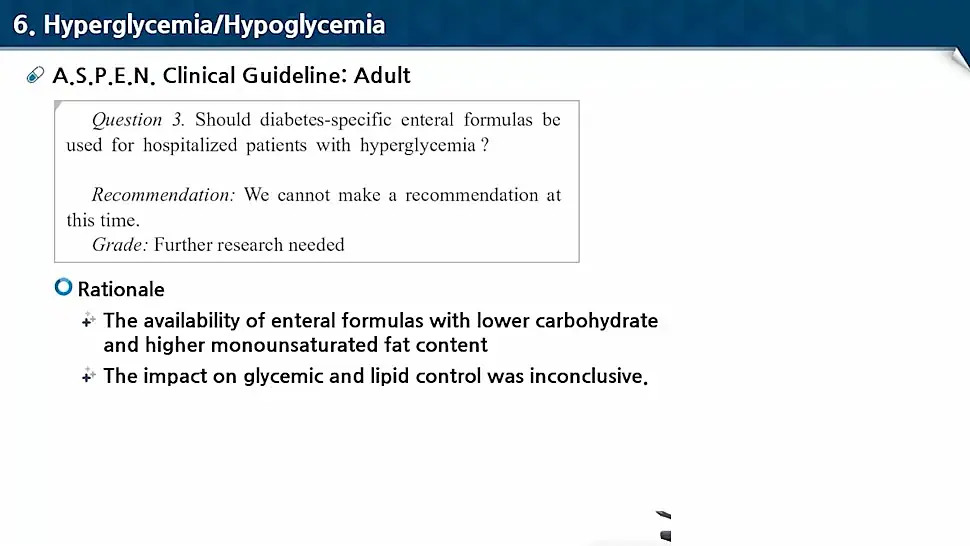 6. Hyperglycemia/Hypoglycemia
A.S.P.E.N. Clinical Guideline: Adult
Question 3. Should diabetes-specific enteral formulas be
used for hospitalized patients with hyperglycemia ?
Recommendation: We cannot make a recommendation at
this time.
Grade: Further research needed
Rationale
The availability of enteral formulas with lower carbohydrate
and higher monounsaturated fat content
The impact on glycemic and lipid control was inconclusive.